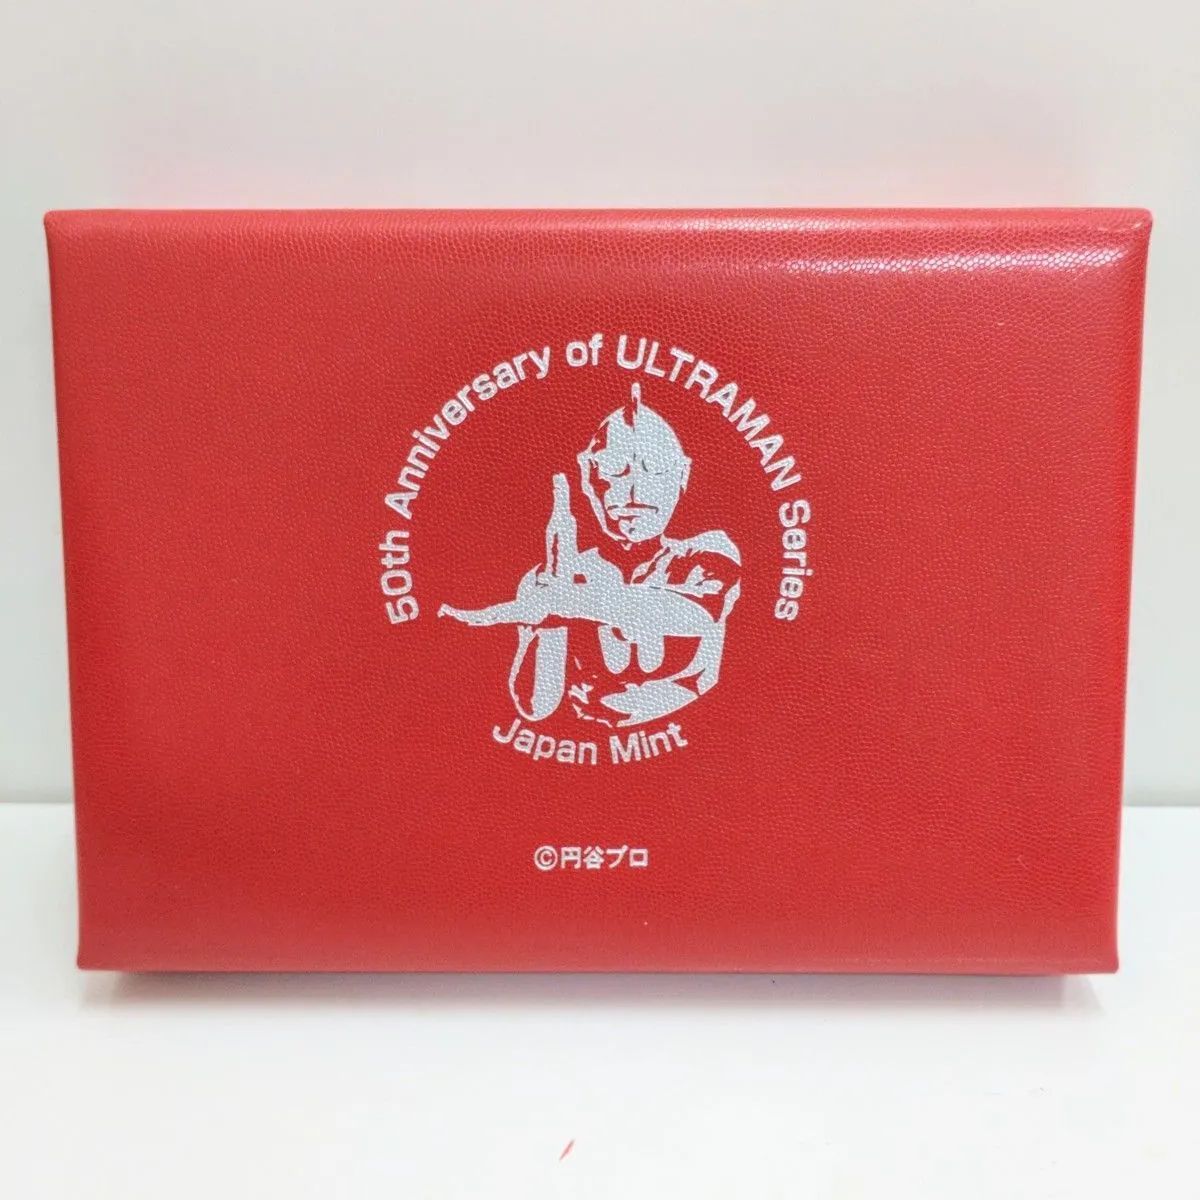 50th Anniversary of ULTRAMAN Series
Japan Mint
©円谷プロ